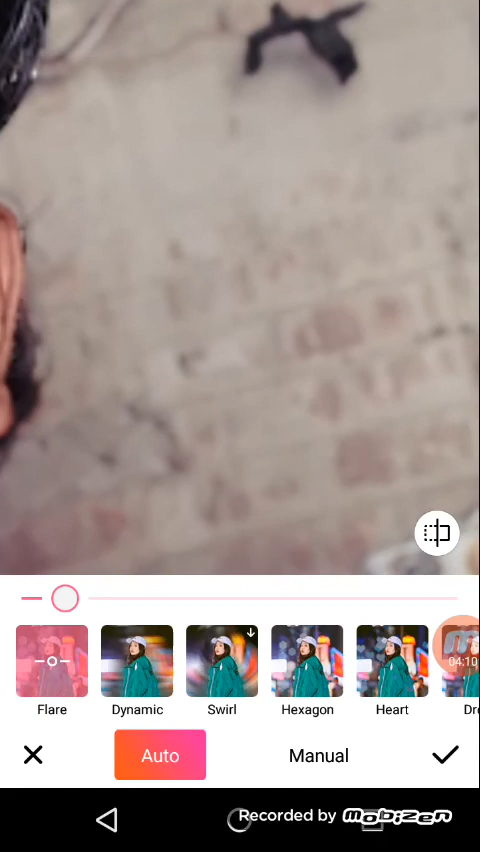 04:10
Flare
Dynamic
Swirl
Hexagon
Heart
Auto
Manual
Recorded by Mobizen